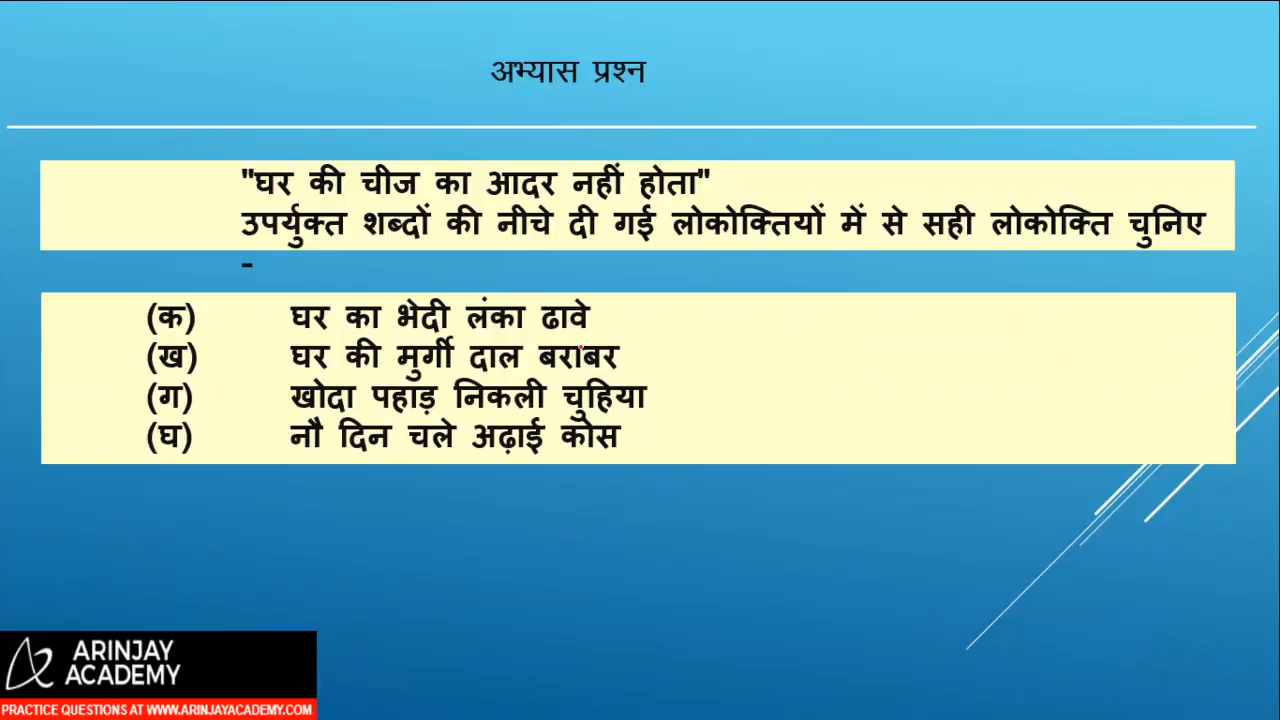 अभ्यास प्रश्न
"घर की चीज का आदर नहीं होता"
उपर्युक्त शब्दों की नीचे दी गई लोकोक्तियों में से सही लोकोक्ति चुनिए
-
(क) घर का भेदी लंका ढावे
(ख) घर की मुर्गी दाल बराबर
(ग) खोदा पहाड़ निकली चुहिया
(घ) नौ दिन चले अढ़ाई कोस
ARINJAY
ACADEMY
PRACTICE QUESTIONS AT WWW.ARINJAYACADEMY.COM